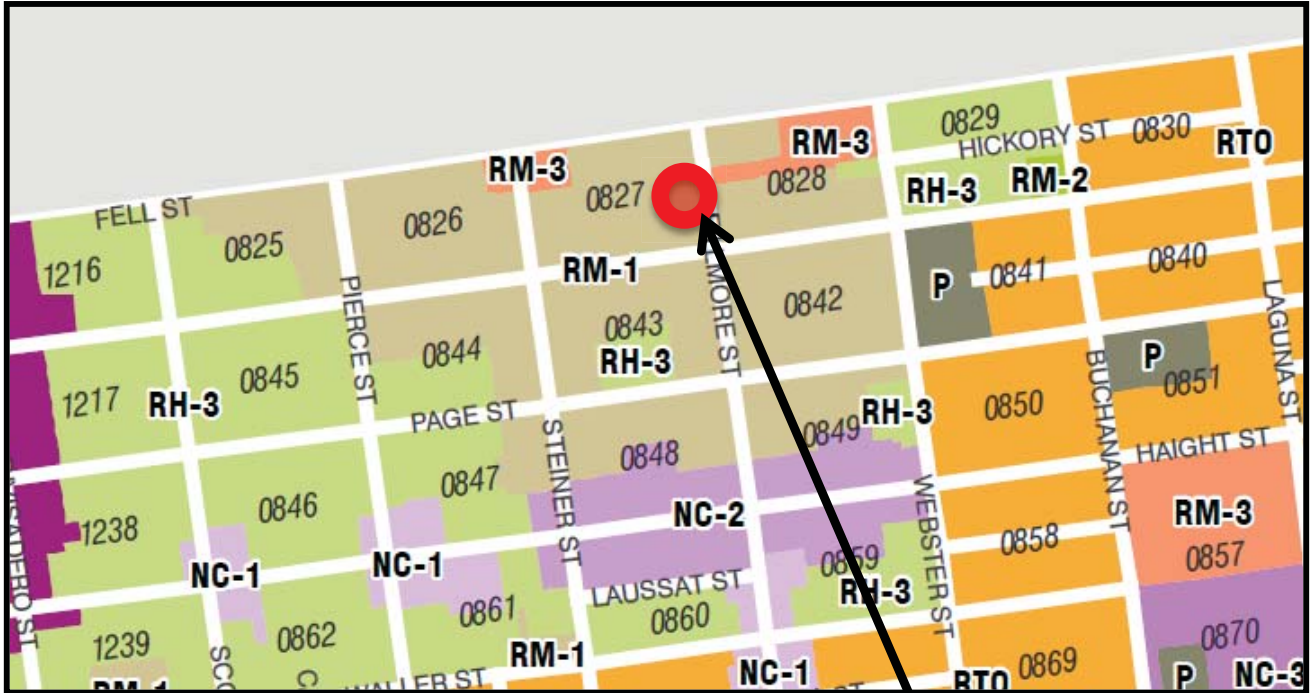 FELL ST
1216
0825
0826
RM-3
0827
RM-3
0828
0829
HICKORY ST
0830
RTO
RH-3
RM-2
PIERCE ST
RM-1
0843
RH-3
0842
P
0841
0840
LAGUNA ST
1217
RH-3
0845
0844
PAGE ST
STEINER ST
0848
0849
RH-3
0850
BUCHANAN ST
P
0851
HAIGHT ST
1238
0846
0847
NC-2
WEBSTER ST
0858
RM-3
0857
NC-1
NC-1
0861
LAUSSAT ST
0860
0859
RH-3
1239
0862
RM-1
NC-1
RTO
0869
0870
P
NC-3
RM-1
WALLER ST